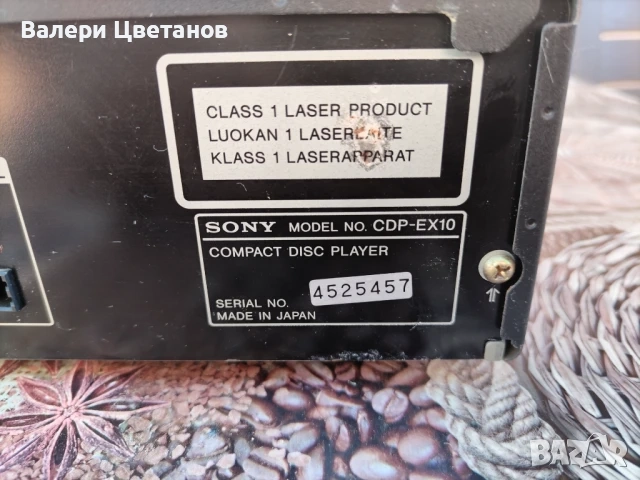 Валери Цветанов
CLASS 1 LASER PRODUCT
LUOKAN 1 LASERLAITE
KLASS 1 LASERAPPARAT
SONY MODEL NO. CDP-EX10
COMPACT DISC PLAYER
SERIAL NO. 4525457
MADE IN JAPAN
BAZAR